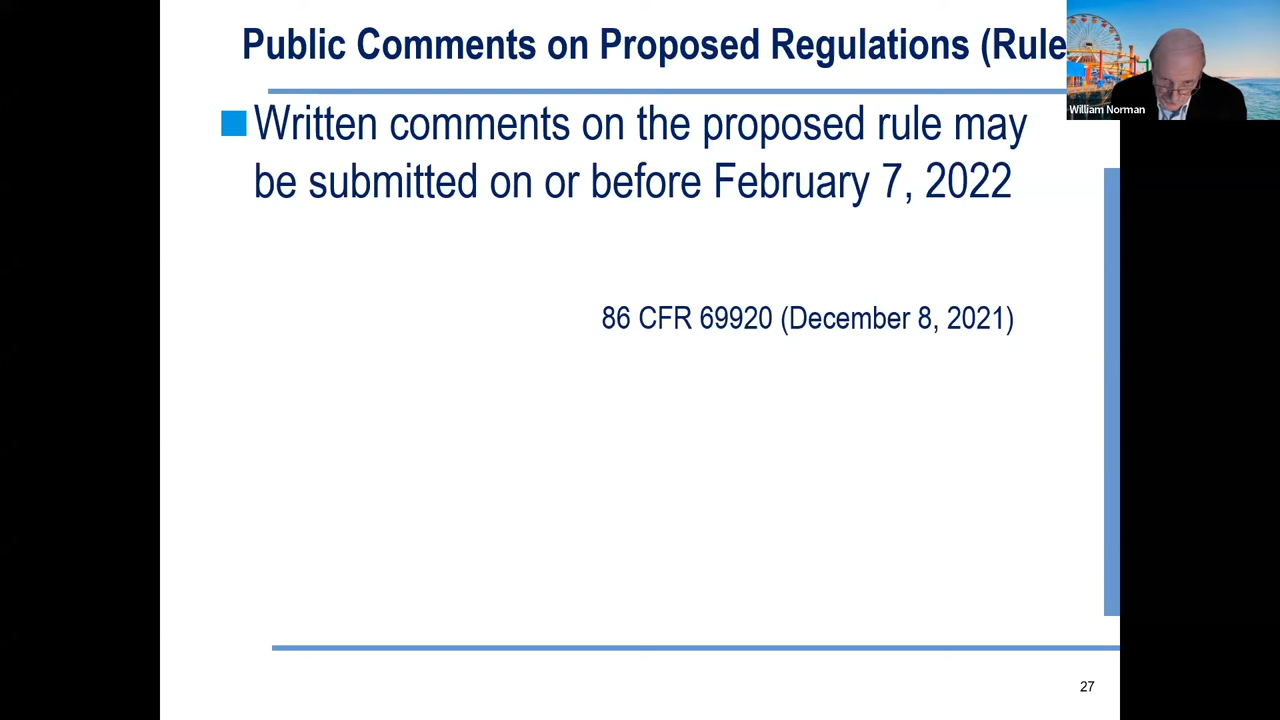 Public Comments on Proposed Regulations (Rule
William Norman
Written comments on the proposed rule may
be submitted on or before February 7, 2022
86 CFR 69920 (December 8, 2021)
27